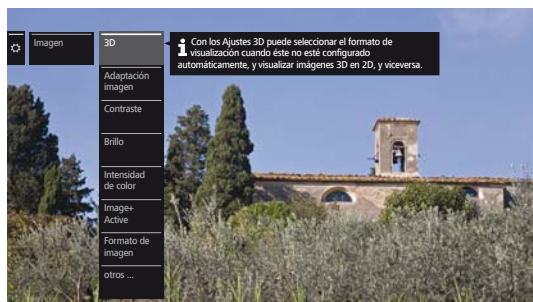 Imagen
3D
Con los Ajustes 3D puede seleccionar el formato de
visualización cuando éste no esté configurado
automáticamente, y visualizar imágenes 3D en 2D, y viceversa.
Adaptación
imagen
Contraste
Brillo
Intensidad
de color
Image+
Active
Formato de
imagen
otros ...